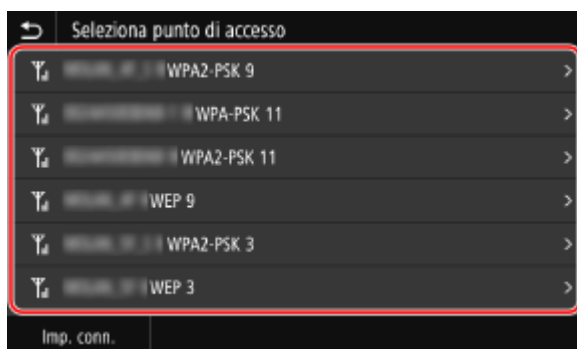 Seleziona punto di accesso
WPA2-PSK 9
WPA-PSK 11
WPA2-PSK 11
WEP 9
WPA2-PSK 3
WEP 3
Imp. conn.